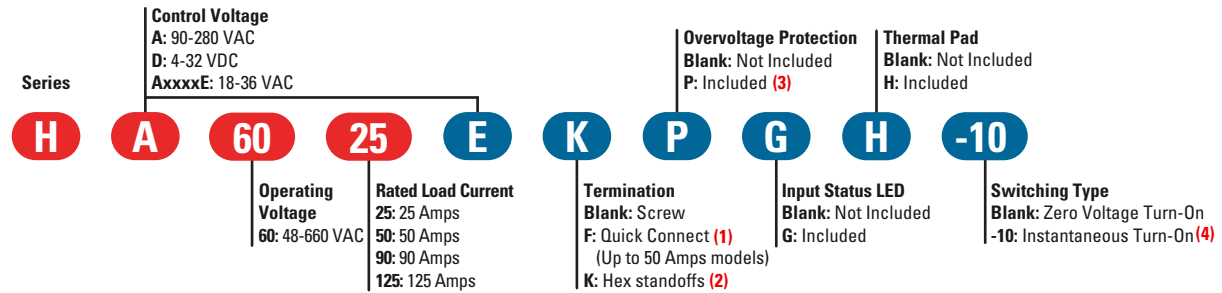 Control Voltage
A: 90-280 VAC
D: 4-32 VDC
AxxxxE: 18-36 VAC
Overvoltage Protection
Blank: Not Included
P: Included (3)
Thermal Pad
Blank: Not Included
H: Included
Series
H A 60 25 E K P G H -10
Operating
Voltage
60: 48-660 VAC
Rated Load Current
25: 25 Amps
50: 50 Amps
90: 90 Amps
125: 125 Amps
Termination
Blank: Screw
F: Quick Connect (1)
(Up to 50 Amps models)
K: Hex standoffs (2)
Input Status LED
Blank: Not Included
G: Included
Switching Type
Blank: Zero Voltage Turn-On
-10: Instantaneous Turn-On (4)